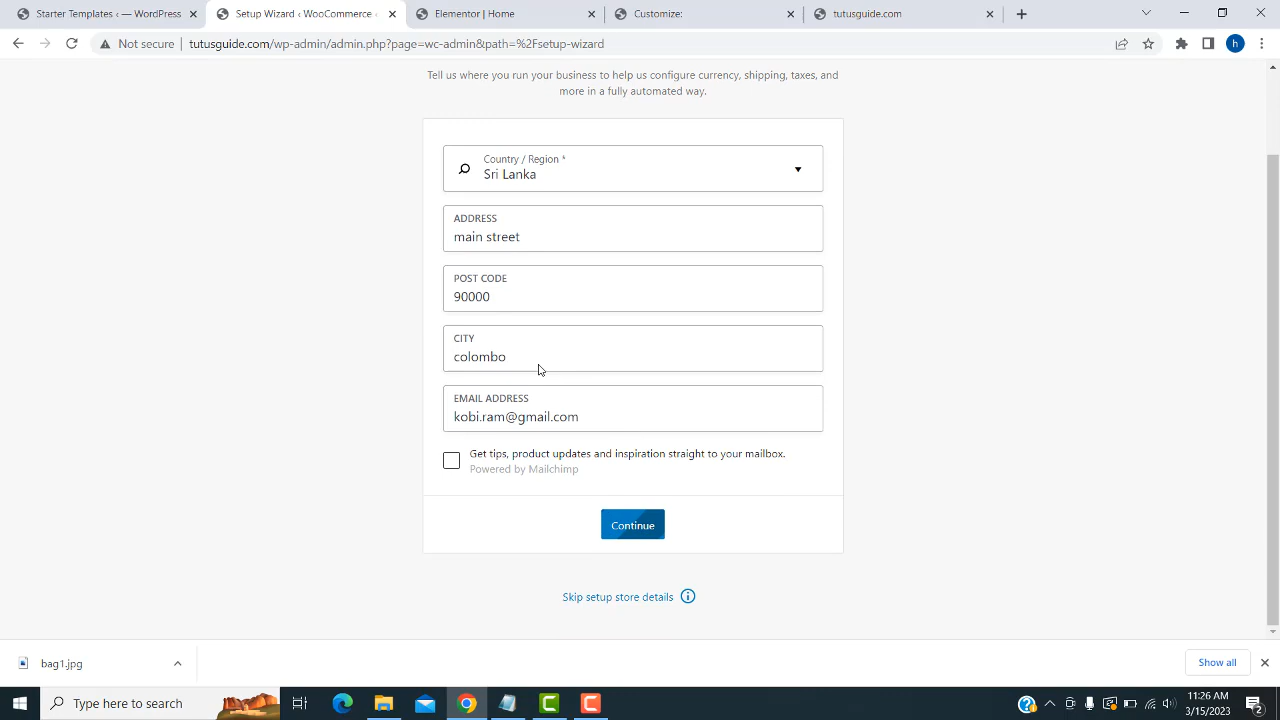 Starter Templates ‹ — WordPress
Setup Wizard ‹ WooCommerce ‹
Elementor | Home
Customize:
tutusguide.com
Not secure
tutusguide.com/wp-admin/admin.php?page=wc-admin&path=%2Fsetup-wizard
h
Tell us where you run your business to help us configure currency, shipping, taxes, and
more in a fully automated way.
Country / Region *
Sri Lanka
ADDRESS
main street
POST CODE
90000
CITY
colombo
EMAIL ADDRESS
kobi.ram@gmail.com
Get tips, product updates and inspiration straight to your mailbox.
Powered by Mailchimp
Continue
Skip setup store details
bag1.jpg
Show all
Type here to search
11:26 AM
3/15/2023
2